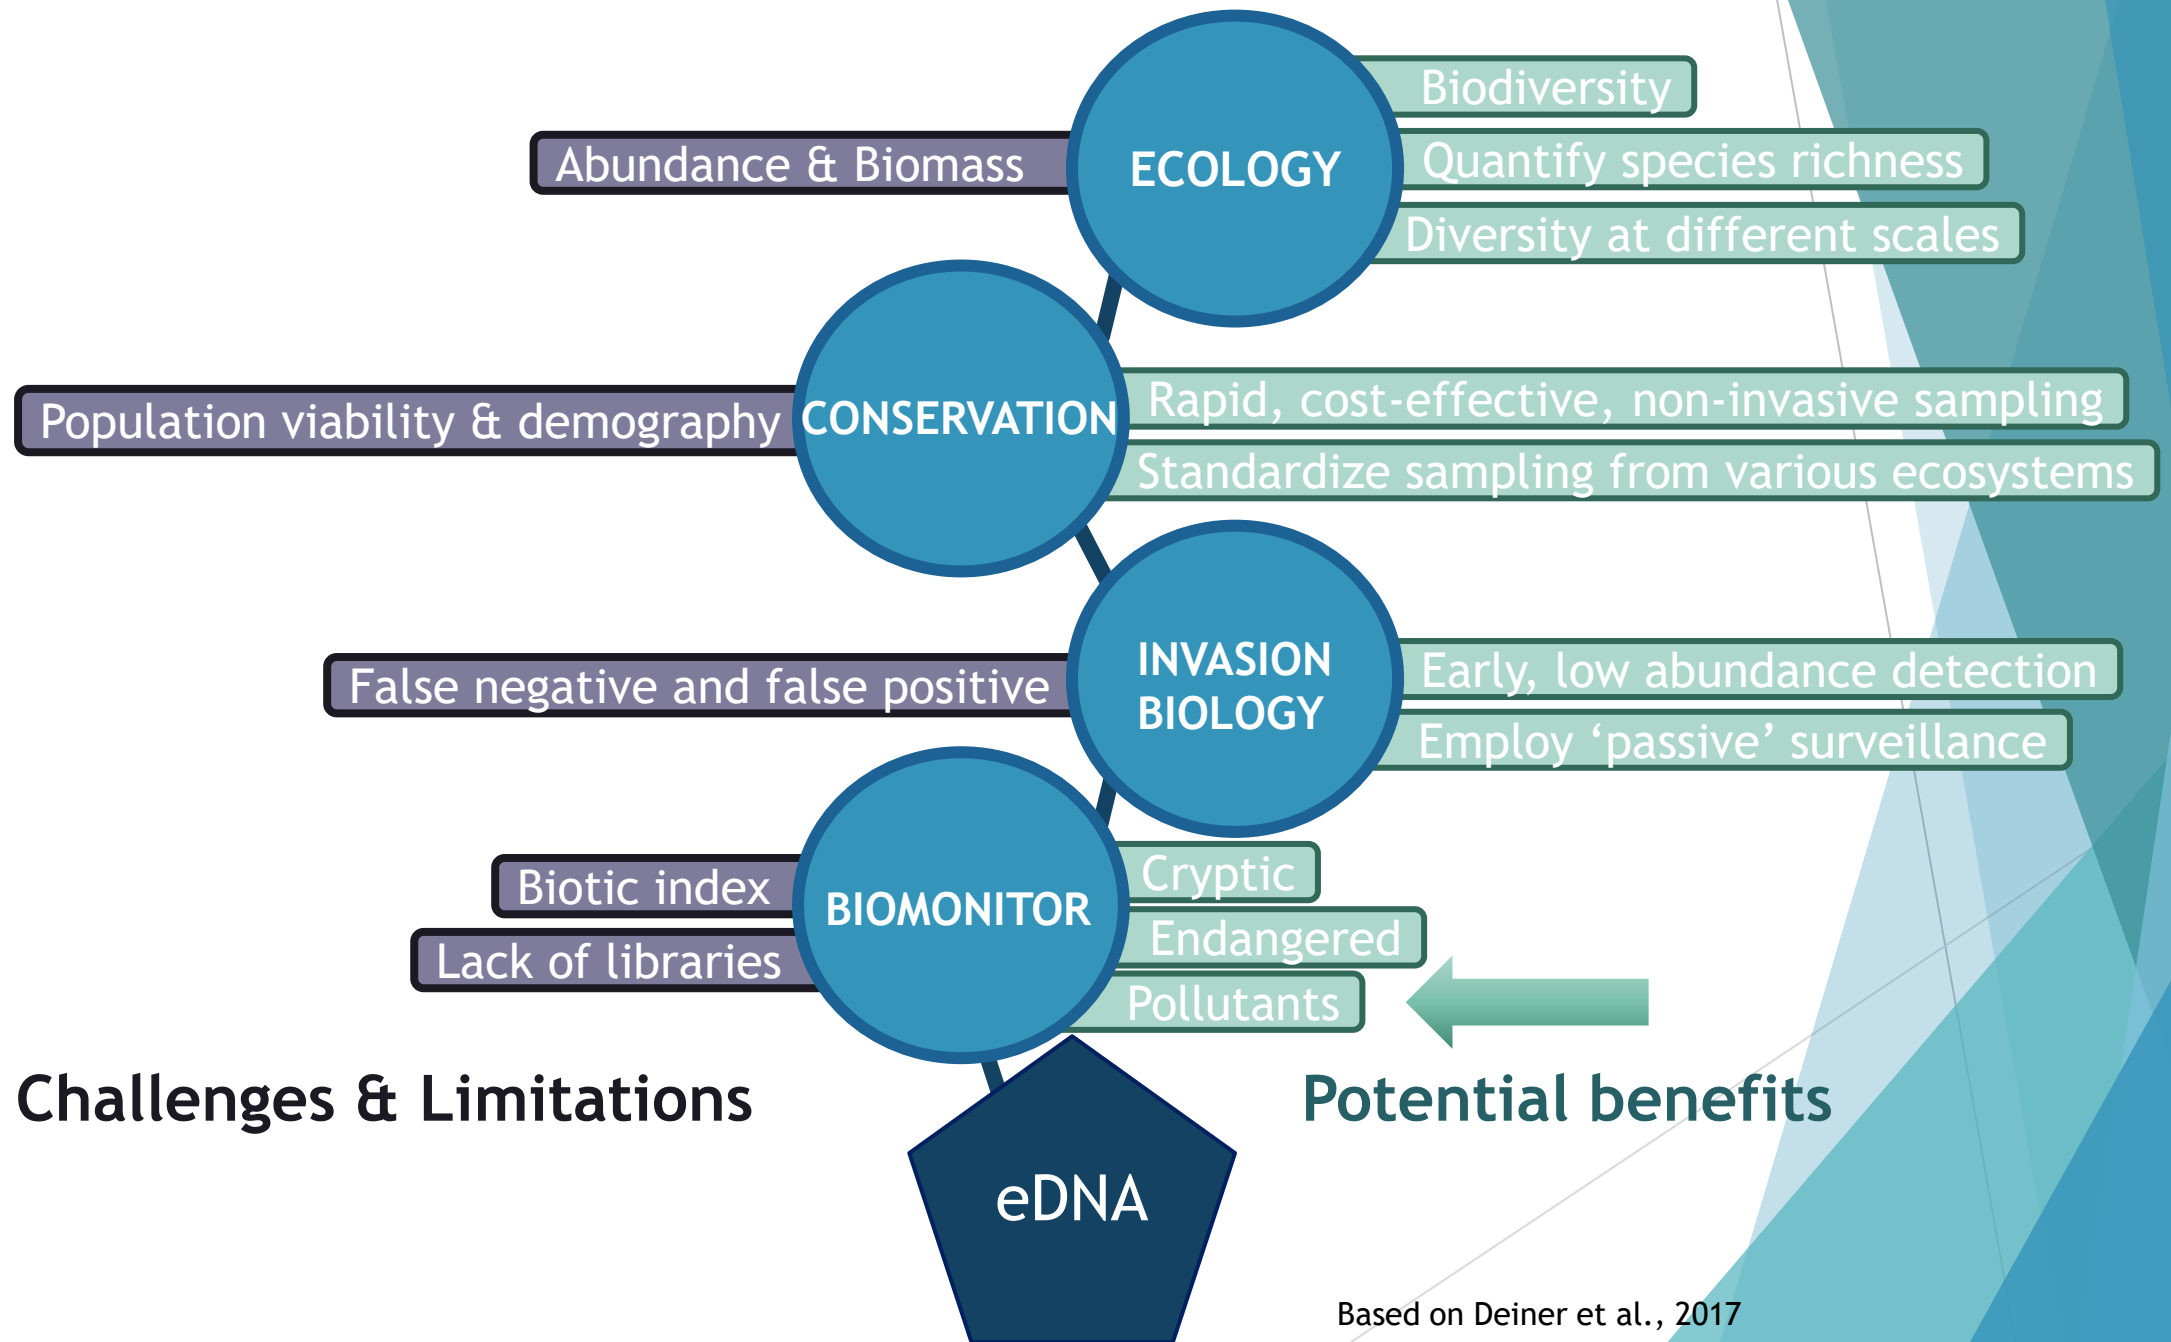 Biodiversity
Abundance & Biomass
ECOLOGY
Quantify species richness
Diversity at different scales
Population viability & demography
CONSERVATION
Rapid, cost-effective, non-invasive sampling
Standardize sampling from various ecosystems
False negative and false positive
INVASION
BIOLOGY
Early, low abundance detection
Employ ‘passive’ surveillance
Biotic index
Lack of libraries
BIOMONITOR
Cryptic
Endangered
Pollutants
Challenges & Limitations
Potential benefits
eDNA
Based on Deiner et al., 2017